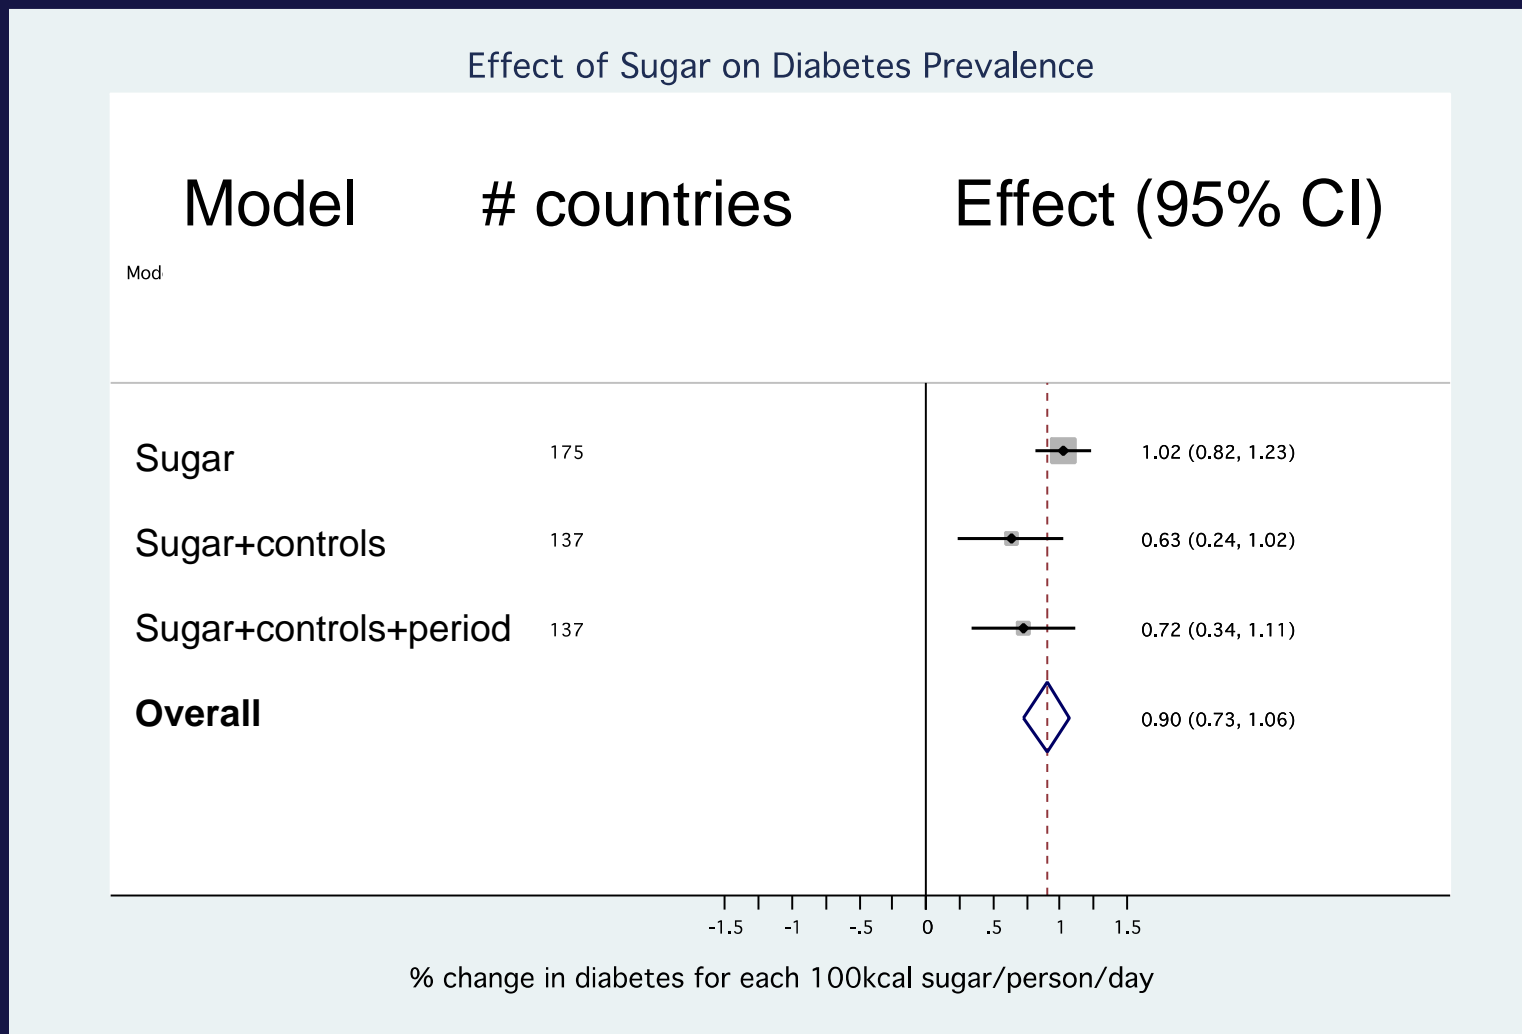 Effect of Sugar on Diabetes Prevalence
Model # countries Effect (95% CI)
Mod
Sugar 175 1.02 (0.82, 1.23)
Sugar+controls 137 0.63 (0.24, 1.02)
Sugar+controls+period 137 0.72 (0.34, 1.11)
Overall 0.90 (0.73, 1.06)
-1.5 -1 -.5 0 .5 1 1.5
% change in diabetes for each 100kcal sugar/person/day